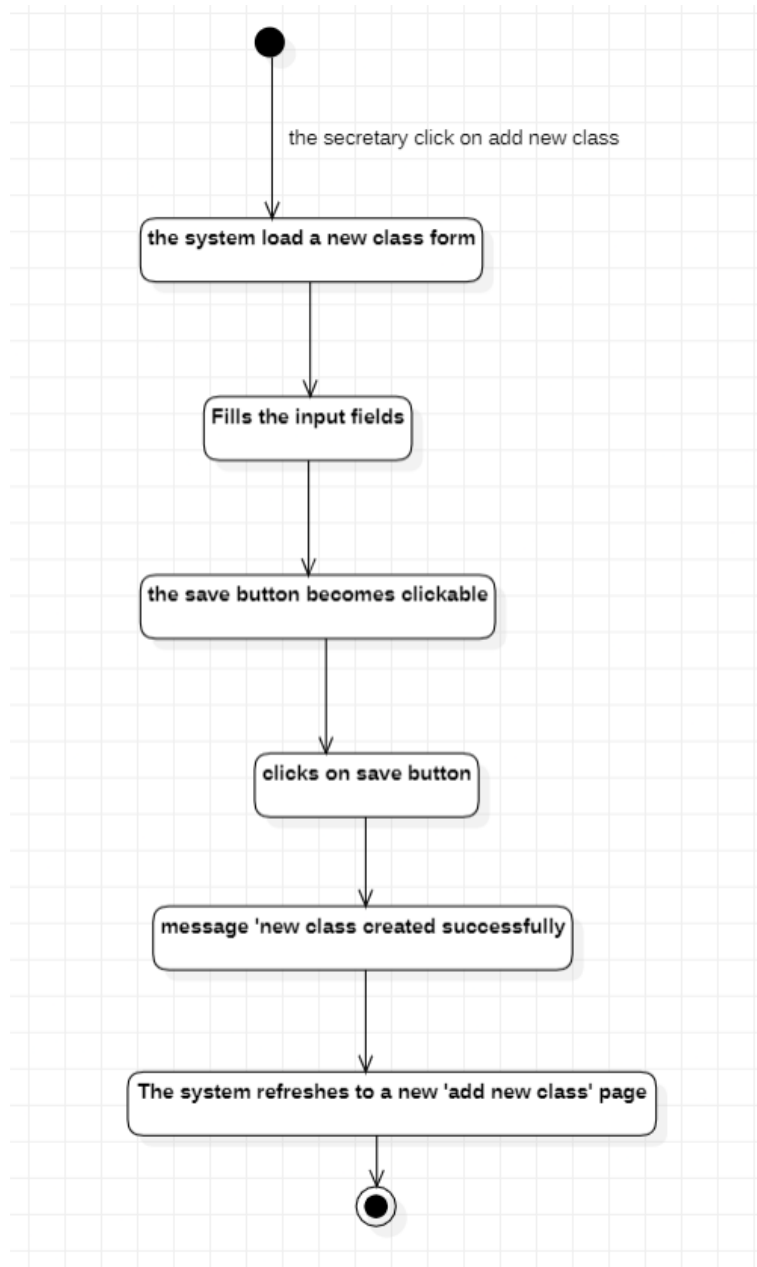 the secretary click on add new class
the system load a new class form
Fills the input fields
the save button becomes clickable
clicks on save button
message 'new class created successfully
The system refreshes to a new 'add new class' page